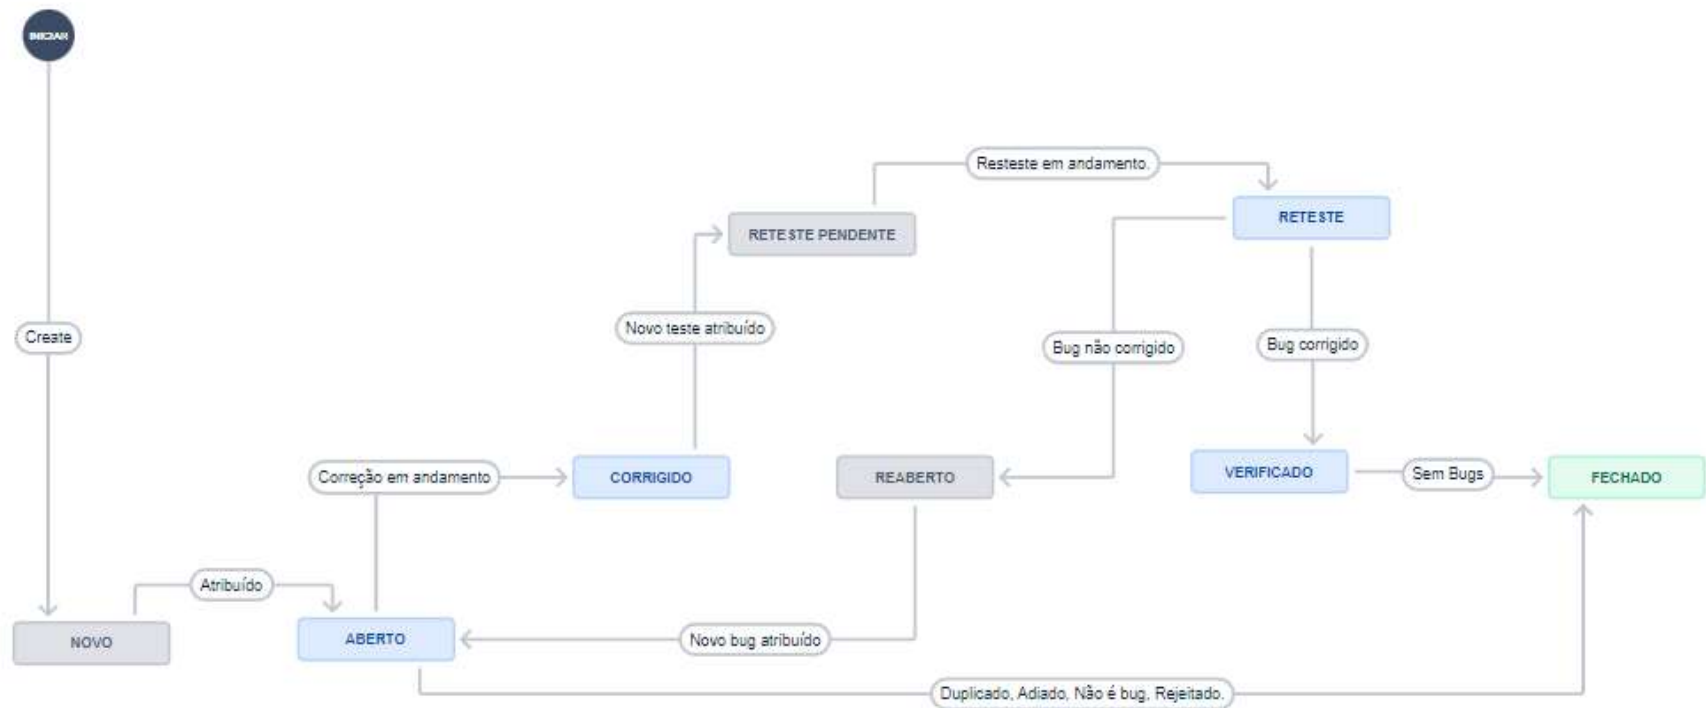 INICIAR
Resteste em andamento.
RETESTE
RETESTE PENDENTE
Novo teste atribuído
Create
Bug não corrigido
Bug corrigido
Correção em andamento
CORRIGIDO
REABERTO
VERIFICADO
Sem Bugs
FECHADO
Atribuído
NOVO
ABERTO
Novo bug atribuído
Duplicado, Adiado, Não é bug, Rejeitado.